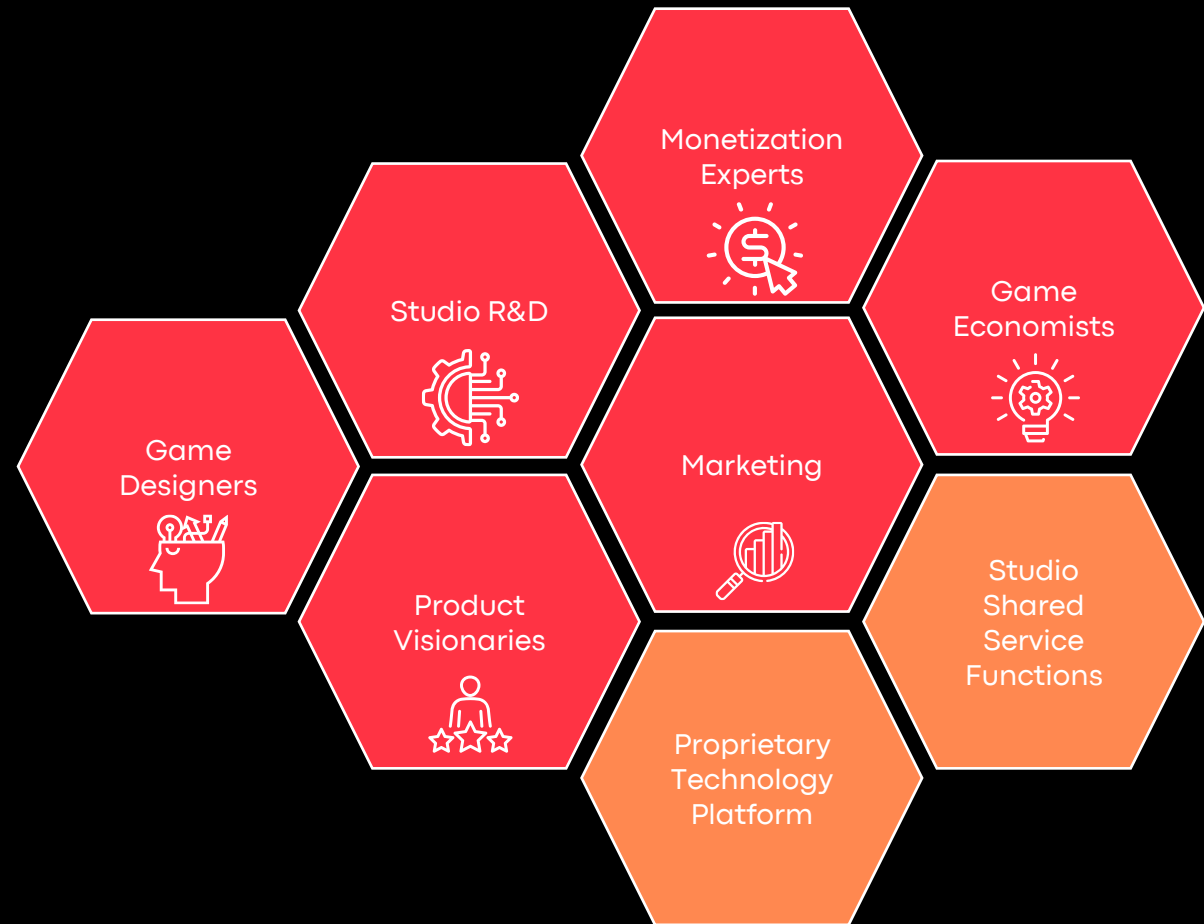 Monetization
Experts
Studio R&D
Game
Economists
Game
Designers
Marketing
Product
Visionaries
Studio
Shared
Service
Functions
Proprietary
Technology
Platform